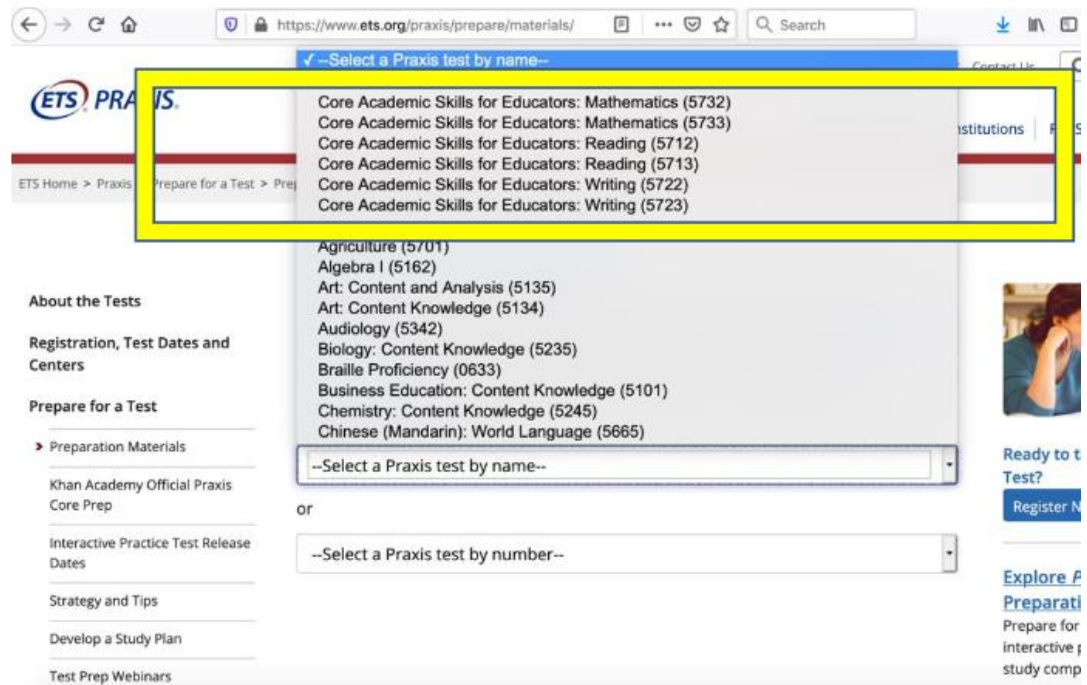 https://www.ets.org/praxis/prepare/materials/
Search
✓ --Select a Praxis test by name--
Contact Us
ETS PRAXIS.
Core Academic Skills for Educators: Mathematics (5732)
Core Academic Skills for Educators: Mathematics (5733)
Core Academic Skills for Educators: Reading (5712)
Core Academic Skills for Educators: Reading (5713)
Core Academic Skills for Educators: Writing (5722)
Core Academic Skills for Educators: Writing (5723)
stitutions
ETS Home > Praxis > Prepare for a Test >
Agriculture (5701)
Algebra I (5162)
Art: Content and Analysis (5135)
Art: Content Knowledge (5134)
Audiology (5342)
Biology: Content Knowledge (5235)
Braille Proficiency (0633)
Business Education: Content Knowledge (5101)
Chemistry: Content Knowledge (5245)
Chinese (Mandarin): World Language (5665)
--Select a Praxis test by name--
or
--Select a Praxis test by number--
About the Tests
Registration, Test Dates and
Centers
Prepare for a Test
Preparation Materials
Khan Academy Official Praxis
Core Prep
Interactive Practice Test Release
Dates
Strategy and Tips
Develop a Study Plan
Test Prep Webinars
Ready to t
Test?
Register N
Explore P
Preparati
Prepare for
interactive p
study comp